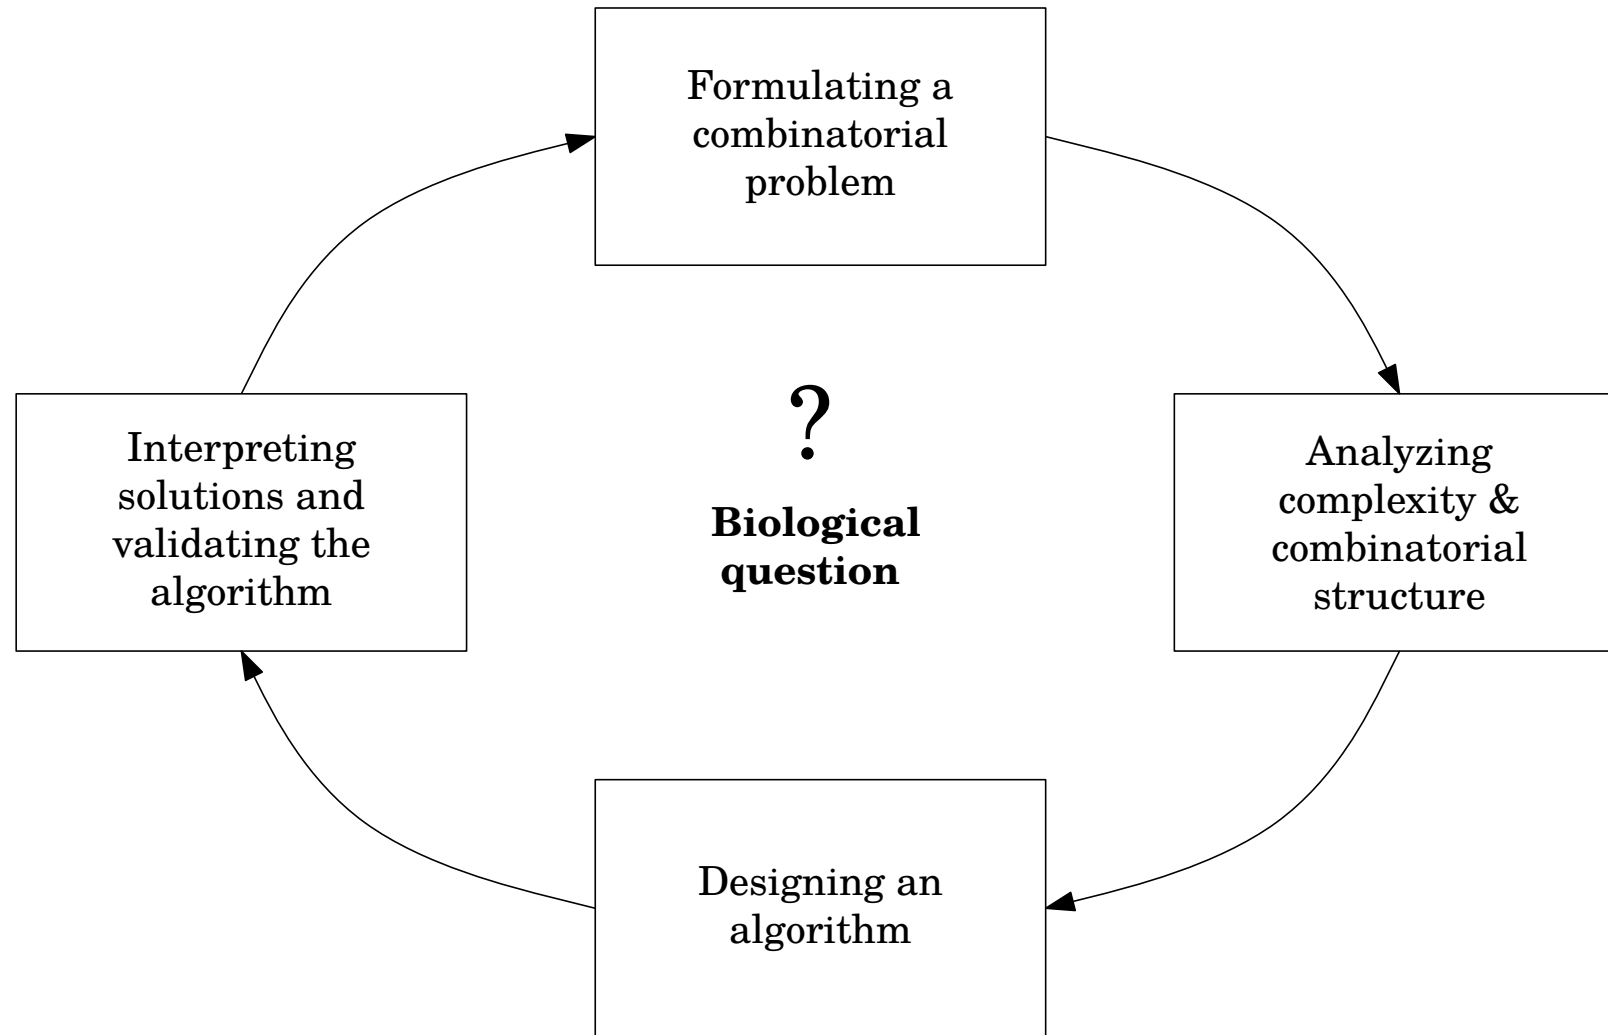 Formulating a
combinatorial
problem
Interpreting
solutions and
validating the
algorithm
?
Biological
question
Analyzing
complexity &
combinatorial
structure
Designing an
algorithm